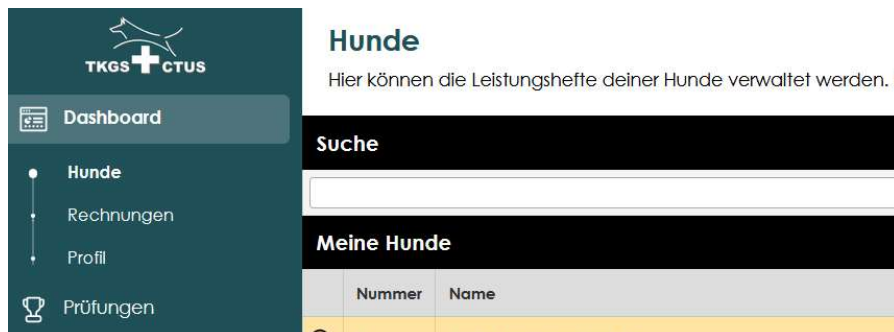 TKGS CTUS
Dashboard
Hunde
Rechnungen
Profil
Prüfungen
Hunde
Hier können die Leistungshefte deiner Hunde verwaltet werden.
Suche
Meine Hunde
Nummer Name